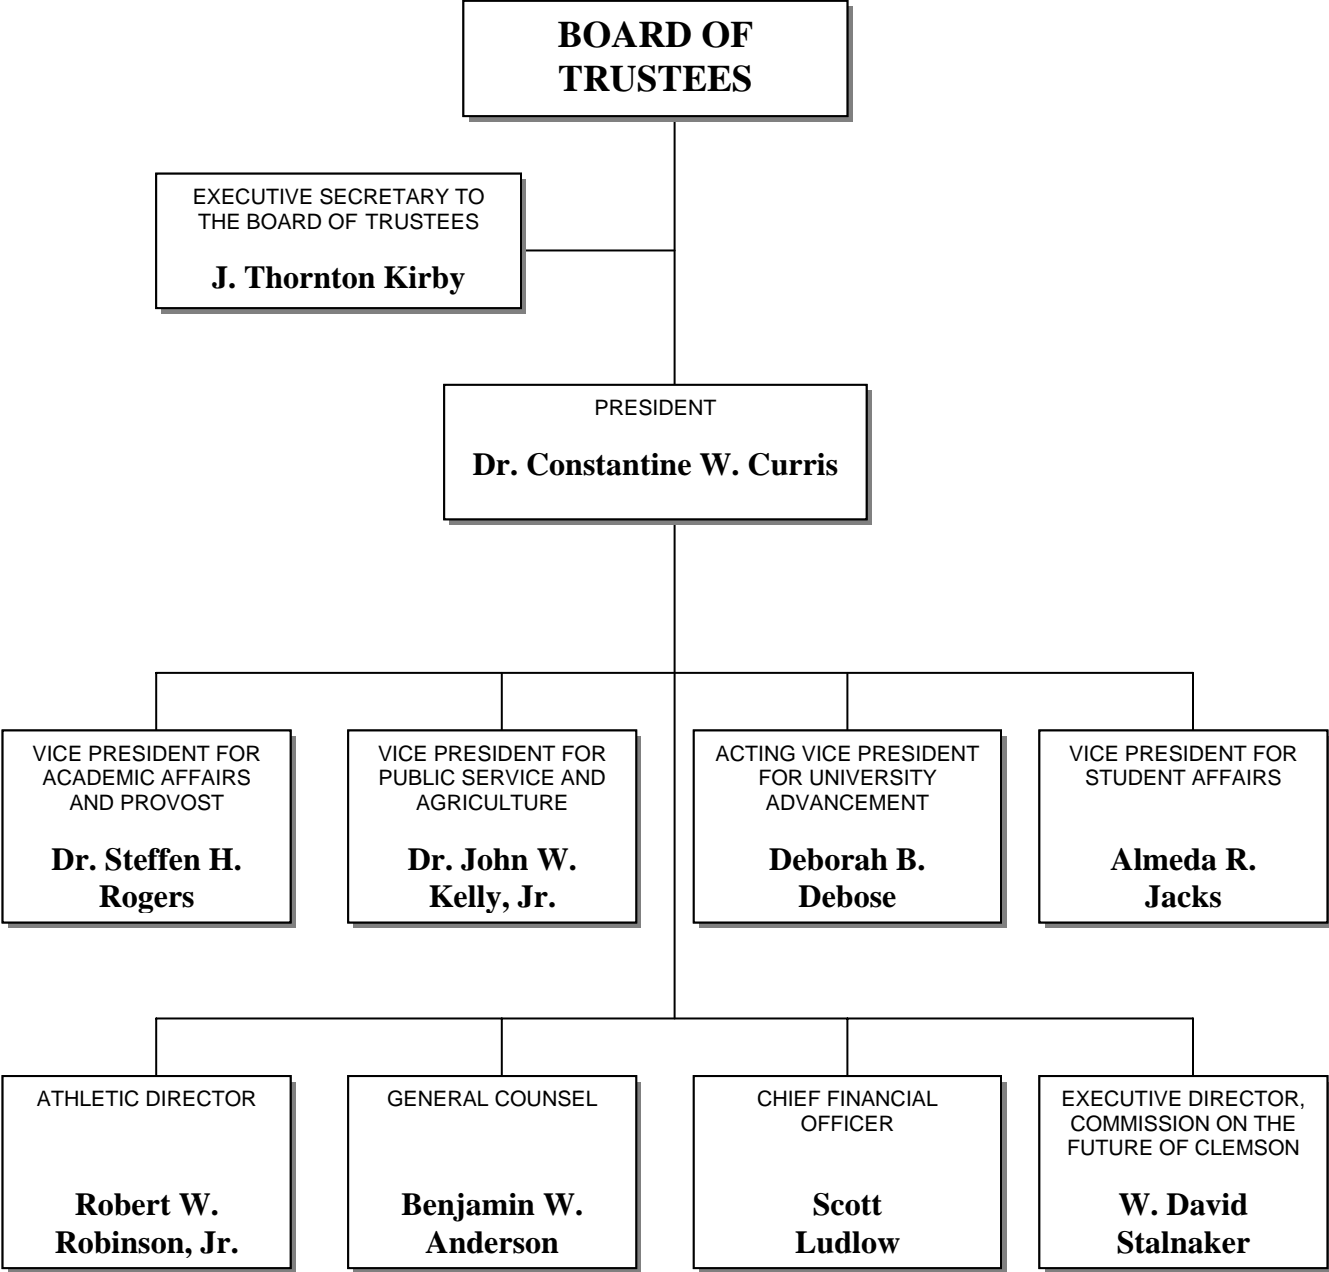 BOARD OF
TRUSTEES
EXECUTIVE SECRETARY TO
THE BOARD OF TRUSTEES
J. Thornton Kirby
PRESIDENT
Dr. Constantine W. Curris
VICE PRESIDENT FOR
ACADEMIC AFFAIRS
AND PROVOST
Dr. Steffen H.
Rogers
VICE PRESIDENT FOR
PUBLIC SERVICE AND
AGRICULTURE
Dr. John W.
Kelly, Jr.
ACTING VICE PRESIDENT
FOR UNIVERSITY
ADVANCEMENT
Deborah B.
Debose
VICE PRESIDENT FOR
STUDENT AFFAIRS
Almeda R.
Jacks
ATHLETIC DIRECTOR
Robert W.
Robinson, Jr.
GENERAL COUNSEL
Benjamin W.
Anderson
CHIEF FINANCIAL
OFFICER
Scott
Ludlow
EXECUTIVE DIRECTOR,
COMMISSION ON THE
FUTURE OF CLEMSON
W. David
Stalnaker